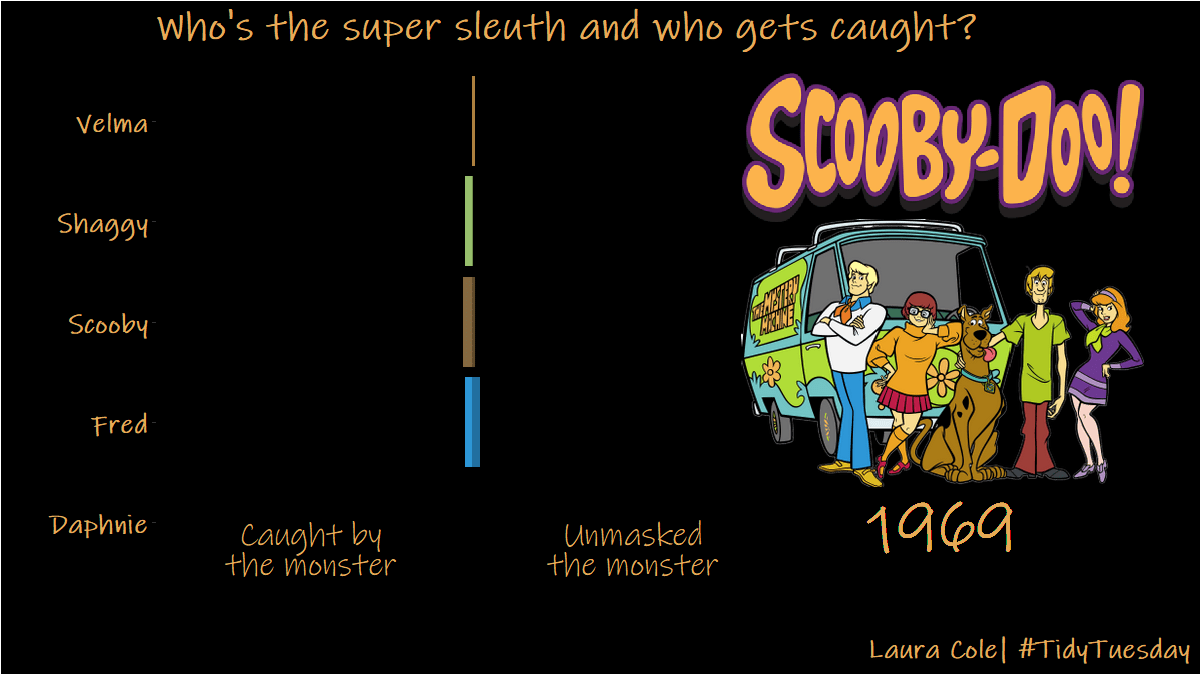 Who's the super sleuth and who gets caught?
SCOOBY-DOO!
Velma
Shaggy
Scooby
Fred
Daphnie
THE MYSTERY
MACHINE
Caught by
the monster
Unmasked
the monster
1969
Laura Cole| #TidyTuesday